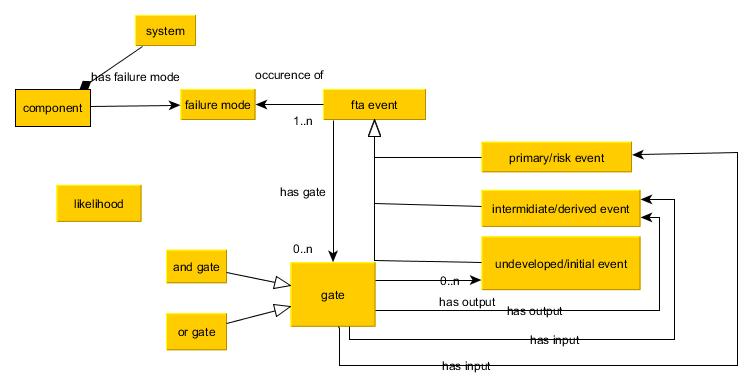 system
has failure mode
occurence of
component
failure mode
fta event
1..n
primary/risk event
has gate
likelihood
intermidiate/derived event
0..n
and gate
undeveloped/initial event
gate
0..n
has output
has output
or gate
has input
has input